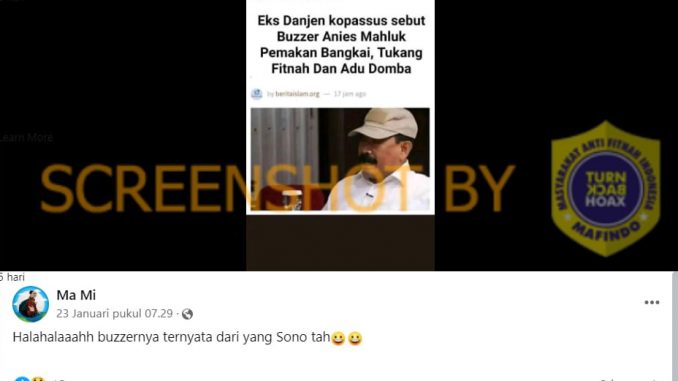 Eks Danjen kopassus sebut
Buzzer Anies Mahluk
Pemakan Bangkai, Tukang
Fitnah Dan Adu Domba
by beritaislam.org — 17 jam ago
Learn More
SCREENSHOT BY
MASYARAKAT ANTI FITNAH INDONESIA
TURN
BACK
HOAX
MAFINDO
5 hari
Ma Mi
23 Januari pukul 07.29 ·
Halahalaaahh buzzernya ternyata dari yang Sono tah😀 😀